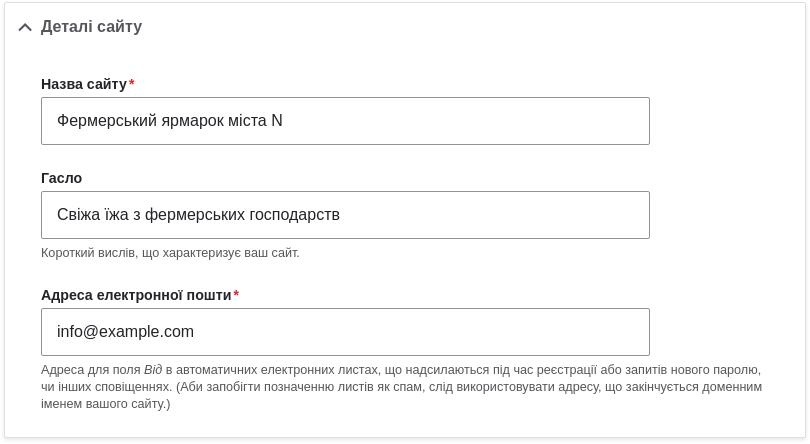 Деталі сайту
Назва сайту*
Фермерський ярмарок міста N
Гасло
Свіжа їжа з фермерських господарств
Короткий вислів, що характеризує ваш сайт.
Адреса електронної пошти*
info@example.com
Адреса для поля Від в автоматичних електронних листах, що надсилаються під час реєстрації або запитів нового паролю,
чи інших сповіщеннях. (Аби запобігти позначенню листів як спам, слід використовувати адресу, що закінчується доменним
іменем вашого сайту.)